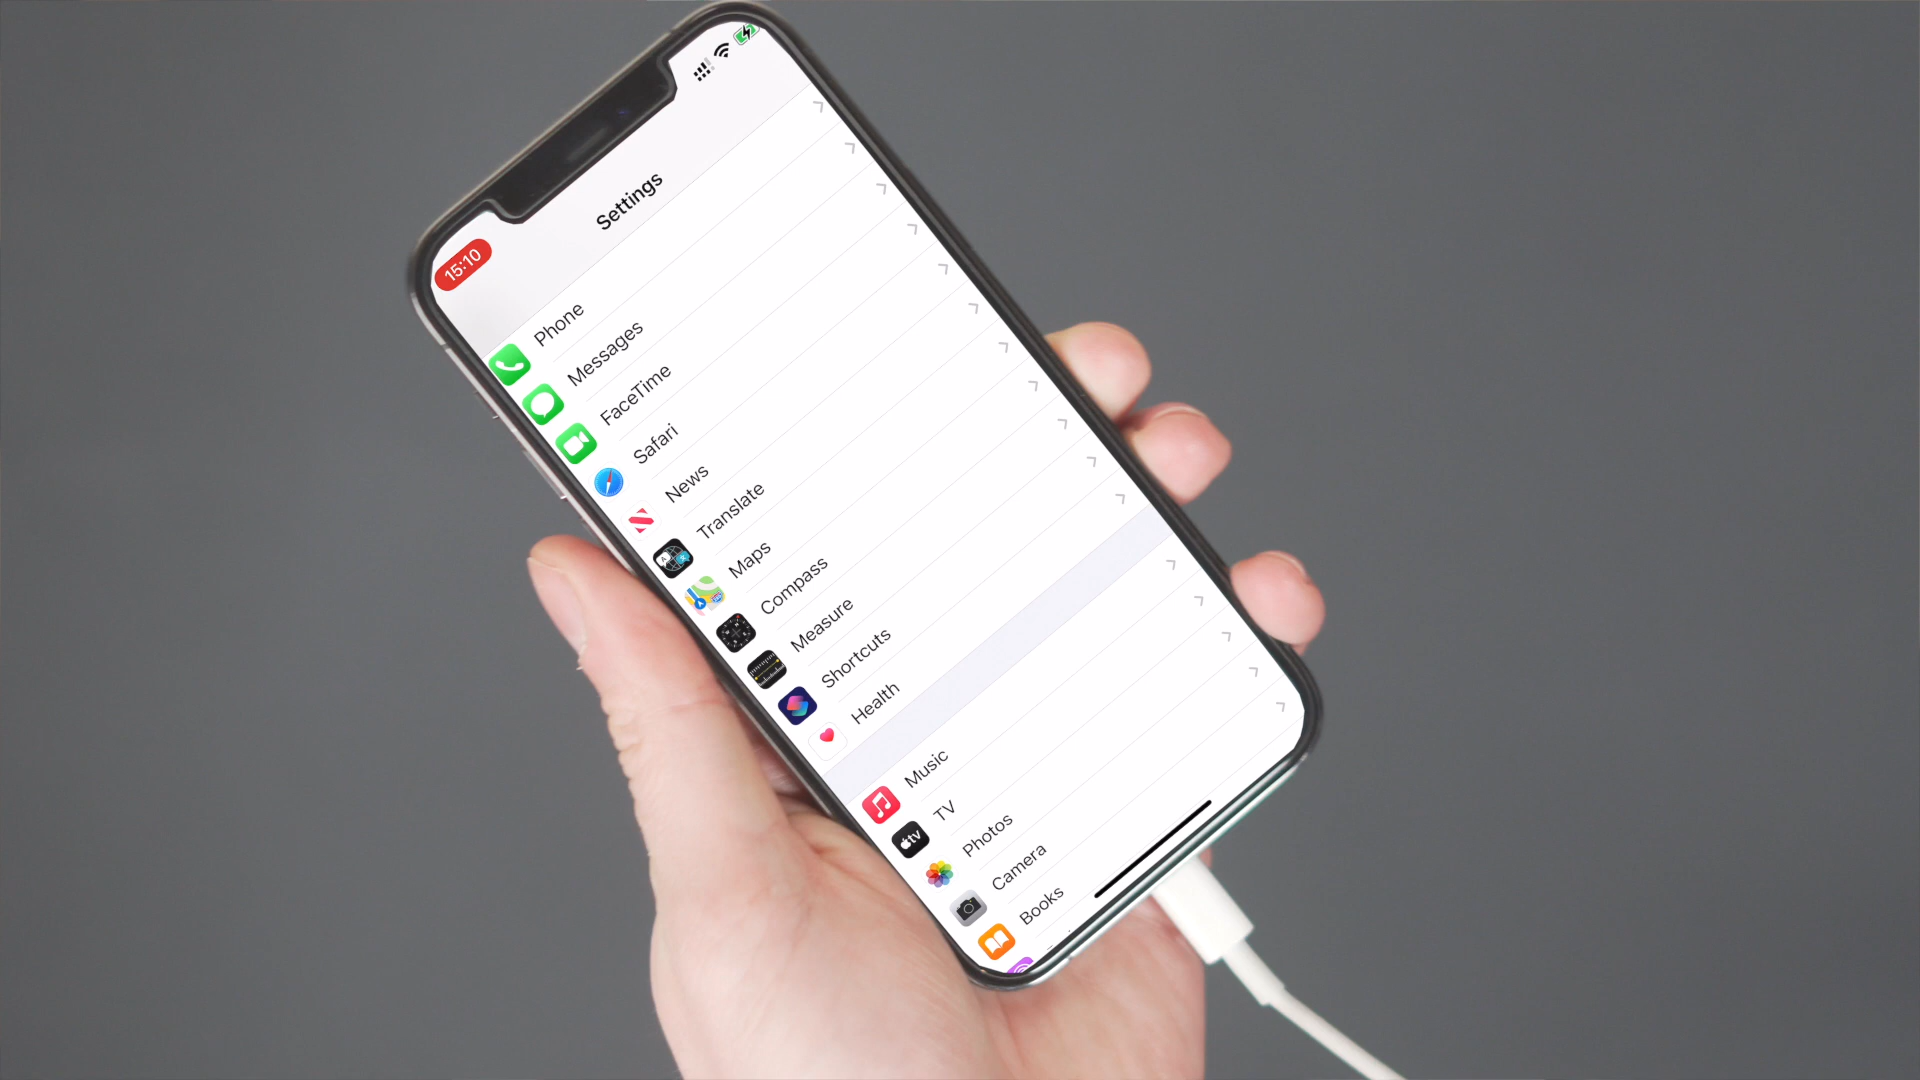 15:10
Settings
Phone
Messages
FaceTime
Safari
News
Translate
Maps
Compass
Measure
Shortcuts
Health
Music
tv
TV
Photos
Camera
Books